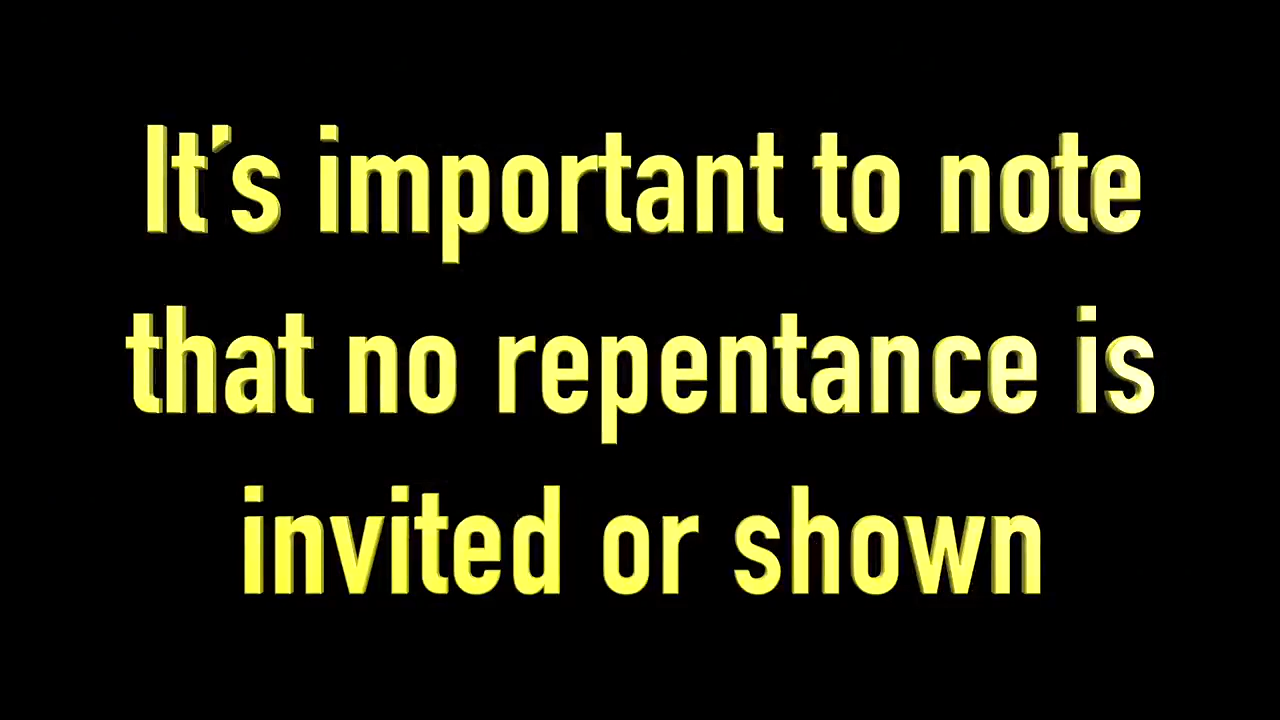 It's important to note
that no repentance is
invited or shown